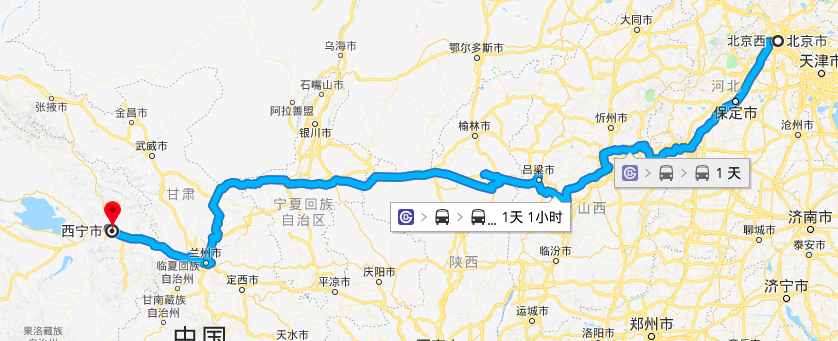 大同市
北京西
北京市
乌海市
鄂尔多斯市
天津市
石嘴山市
河北
张掖市
金昌市
阿拉善盟
保定市
忻州市
沧州市
银川市
榆林市
武威市
吕梁市
1 天
甘肃
宁夏回族
自治区
山西
济南市
1天 1小时
西宁市
聊城市
泰安市
兰州市
临汾市
临夏回族
自治州
陕西
庆阳市
定西市
平凉市
济宁市
甘南藏族
自治州
运城市
郑州市
果洛藏族
自治州
中国
天水市
洛阳市